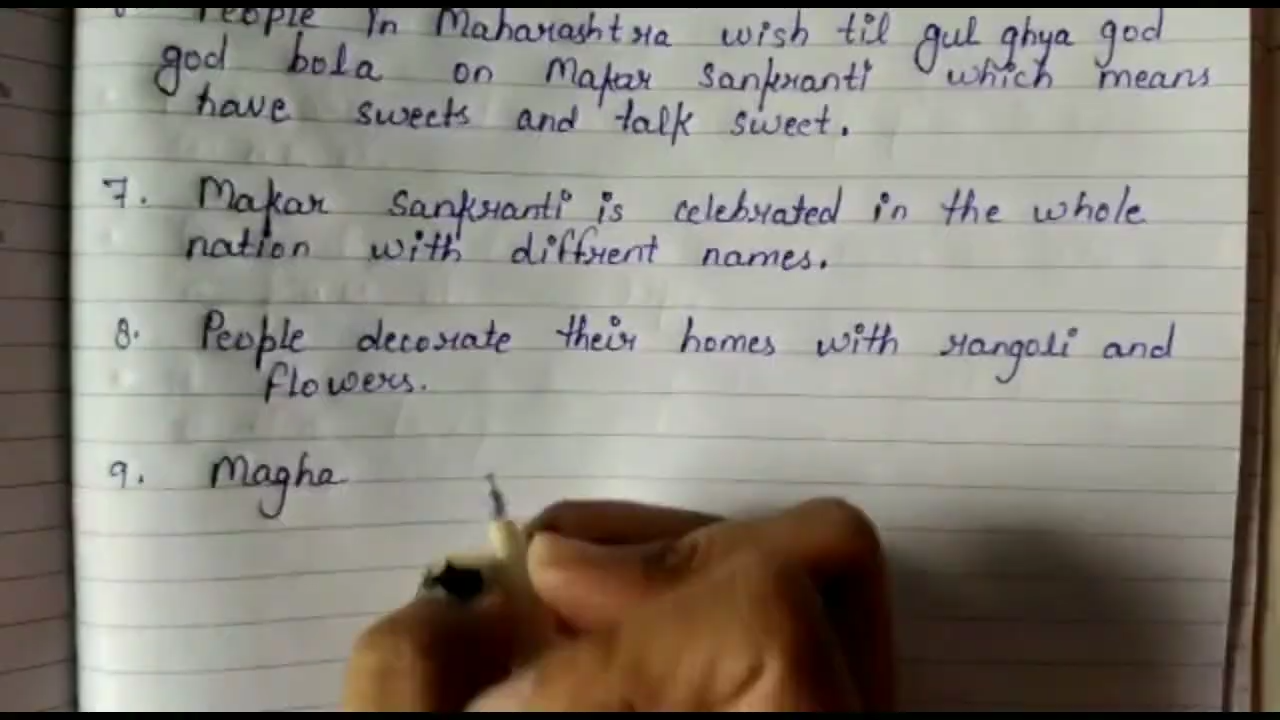 People in Maharashtra wish til gul ghya god
god bola on Makar Sankranti which means
have sweets and talk sweet.
7. Makar Sankranti is celebrated in the whole
nation with diffrent names.
8. People decorate their homes with rangoli and
flowers.
9. Magha